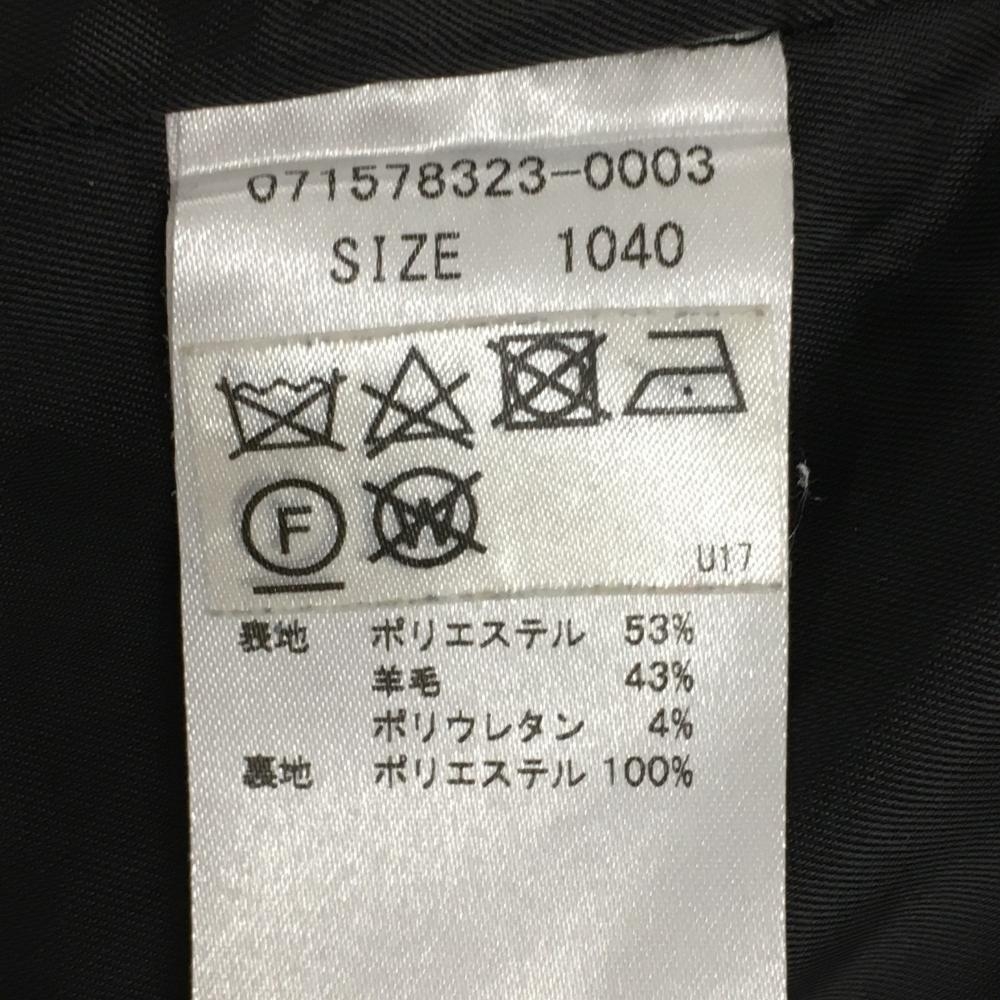 071578323-0003
SIZE 1040
F W
U17
表地 ポリエステル 53%
羊毛 43%
ポリウレタン 4%
裏地 ポリエステル 100%